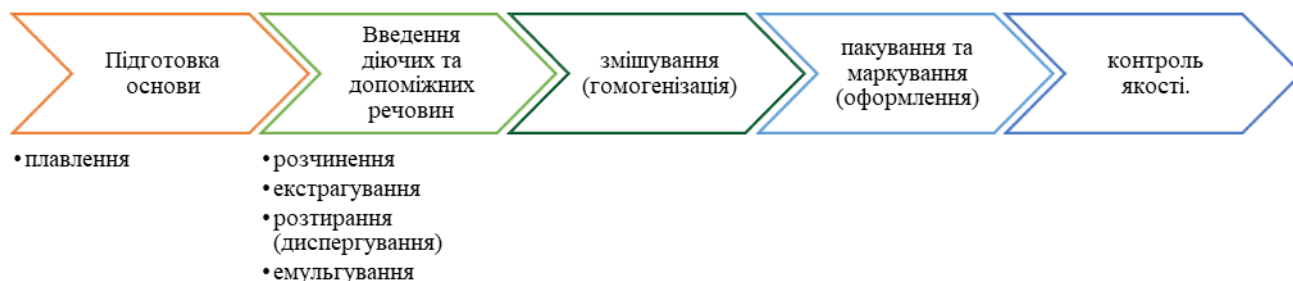 Підготовка
основи
Введення
діючих та
допоміжних
речовин
змішування
(гомогенізація)
пакування та
маркування
(оформлення)
контроль
якості.
• плавлення
• розчинення
• екстрагування
• розтирання
(диспергування)
• емульгування